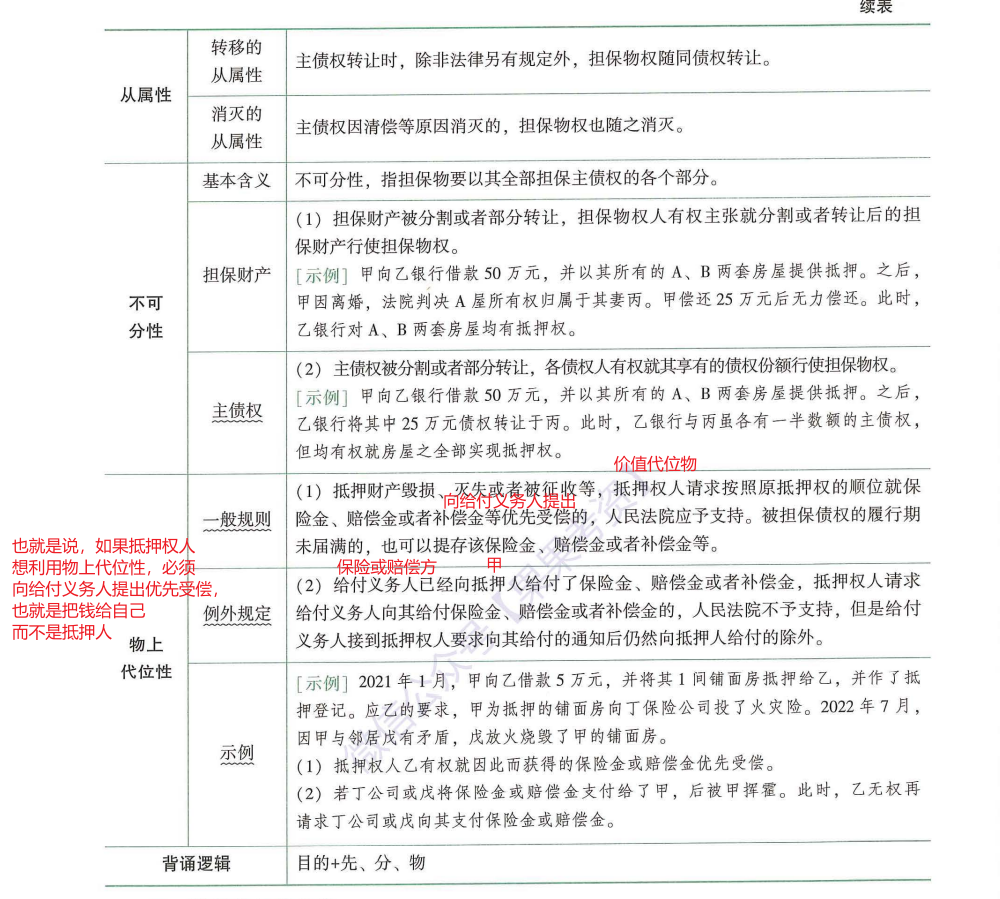 续表
转移的
从属性
主债权转让时，除非法律另有规定外，担保物权随同债权转让。
从属性
消灭的
从属性
主债权因清偿等原因消灭的，担保物权也随之消灭。
基本含义
不可分性，指担保物要以其全部担保主债权的各个部分。
不可
分性
担保财产
(1) 担保财产被分割或者部分转让，担保物权人有权主张就分割或者转让后的担
保财产行使担保物权。
[示例] 甲向乙银行借款 50 万元，并以其所有的 A、B 两套房屋提供抵押。之后，
甲因离婚，法院判决 A 屋所有权归属于其妻丙。甲偿还 25 万元后无力偿还。此时，
乙银行对 A、B 两套房屋均有抵押权。
主债权
(2) 主债权被分割或者部分转让，各债权人有权就其享有的债权份额行使担保物权。
[示例] 甲向乙银行借款 50 万元，并以其所有的 A、B 两套房屋提供抵押。之后，
乙银行将其中 25 万元债权转让于丙。此时，乙银行与丙虽各有一半数额的主债权，
但均有权就房屋之全部实现抵押权。
价值代位物
物上
代位性
一般规则
(1) 抵押财产毁损、灭失或者被征收等，抵押权人请求按照原抵押权的顺位就保
向给付义务人提出
险金、赔偿金或者补偿金等优先受偿的，人民法院应予支持。被担保债权的履行期
未届满的，也可以提存该保险金、赔偿金或者补偿金等。
也就是说，如果抵押权人
想利用物上代位性，必须
向给付义务人提出优先受偿，
也就是把钱给自己
而不是抵押人
保险或赔偿方
甲
例外规定
(2) 给付义务人已经向抵押人给付了保险金、赔偿金或者补偿金，抵押权人请求
给付义务人向其给付保险金、赔偿金或者补偿金的，人民法院不予支持，但是给付
义务人接到抵押权人要求向其给付的通知后仍然向抵押人给付的除外。
示例
[示例] 2021 年 1 月，甲向乙借款 5 万元，并将其 1 间铺面房抵押给乙，并作了抵
押登记。应乙的要求，甲为抵押的铺面房向丁保险公司投了火灾险。2022 年 7 月，
因甲与邻居戊有矛盾，戊放火烧毁了甲的铺面房。
(1) 抵押权人乙有权就因此而获得的保险金或赔偿金优先受偿。
(2) 若丁公司或戊将保险金或赔偿金支付给了甲，后被甲挥霍。此时，乙无权再
请求丁公司或戊向其支付保险金或赔偿金。
背诵逻辑
目的+先、分、物